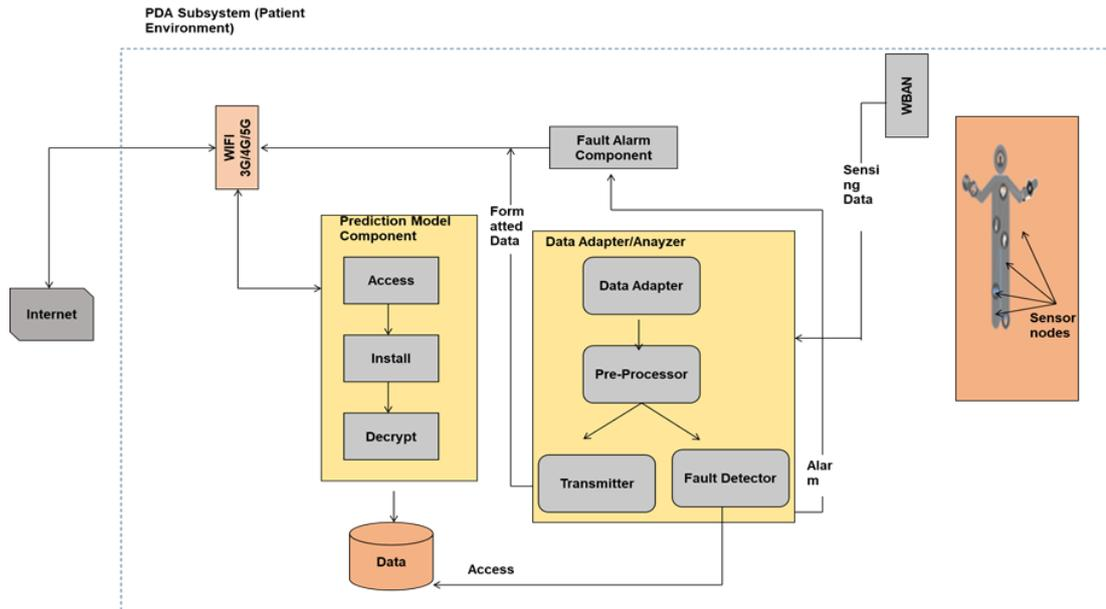 PDA Subsystem (Patient
Environment)
WBAN
WIFI
3G/4G/5G
Fault Alarm
Component
Sensi
ng
Data
Form
atted
Data
Prediction Model
Component
Data Adapter/Anayzer
Access
Data Adapter
Internet
Sensor
nodes
Install
Pre-Processor
Decrypt
Transmitter
Fault Detector
Alar
m
Data
Access